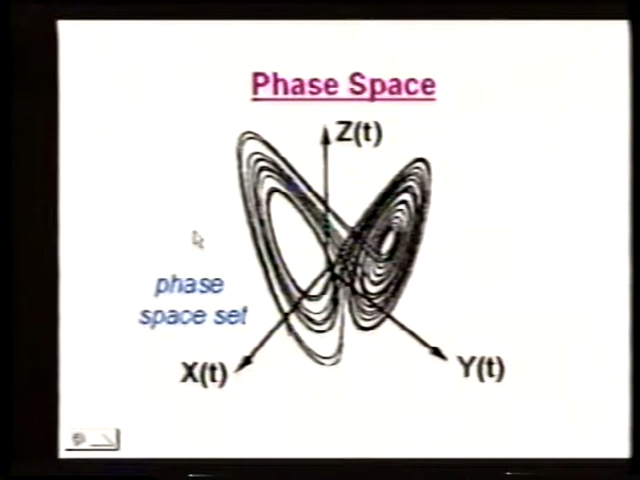 Phase Space
Z(t)
phase
space set
X(t)
Y(t)